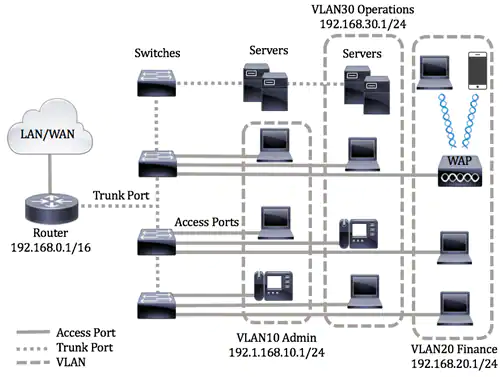 VLAN30 Operations
192.168.30.1/24
Switches
Servers
Servers
LAN/WAN
WAP
Trunk Port
Router
192.168.0.1/16
Access Ports
Access Port
Trunk Port
VLAN
VLAN10 Admin
192.1.168.10.1/24
VLAN20 Finance
192.168.20.1/24